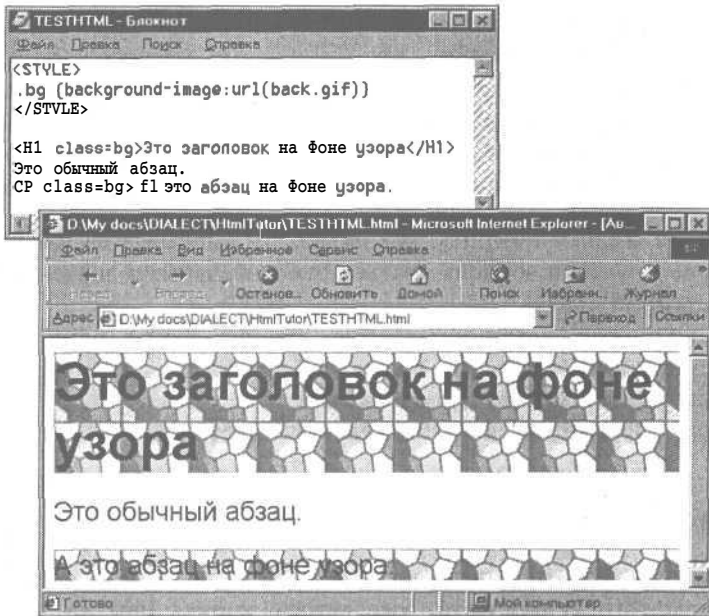 TESTHTML - Блокнот
Файл Правка Поиск Справка
<STYLE>
.bg {background-image:url(back.gif)}
</STYLE>
<H1 class=bg>Это заголовок на Фоне узора</H1>
Это обычный абзац.
CP class=bg> fl это абзац на Фоне узора.
D:\My docs\DIALECT\HtmlTutor\TESTHTML.html - Microsoft Internet Explorer - [Ав...
Файл Правка Вид Избранное Сервис Справка
Вперед Останов... Обновить Домой Поиск Избранн... Журнал
Адрес D:\My docs\DIALECT\HtmlTutor\TESTHTML.html Переход Ссылки
Это заголовок на фоне
узора
Это обычный абзац.
А это абзац на фоне узора.
Готово Мой компьютер